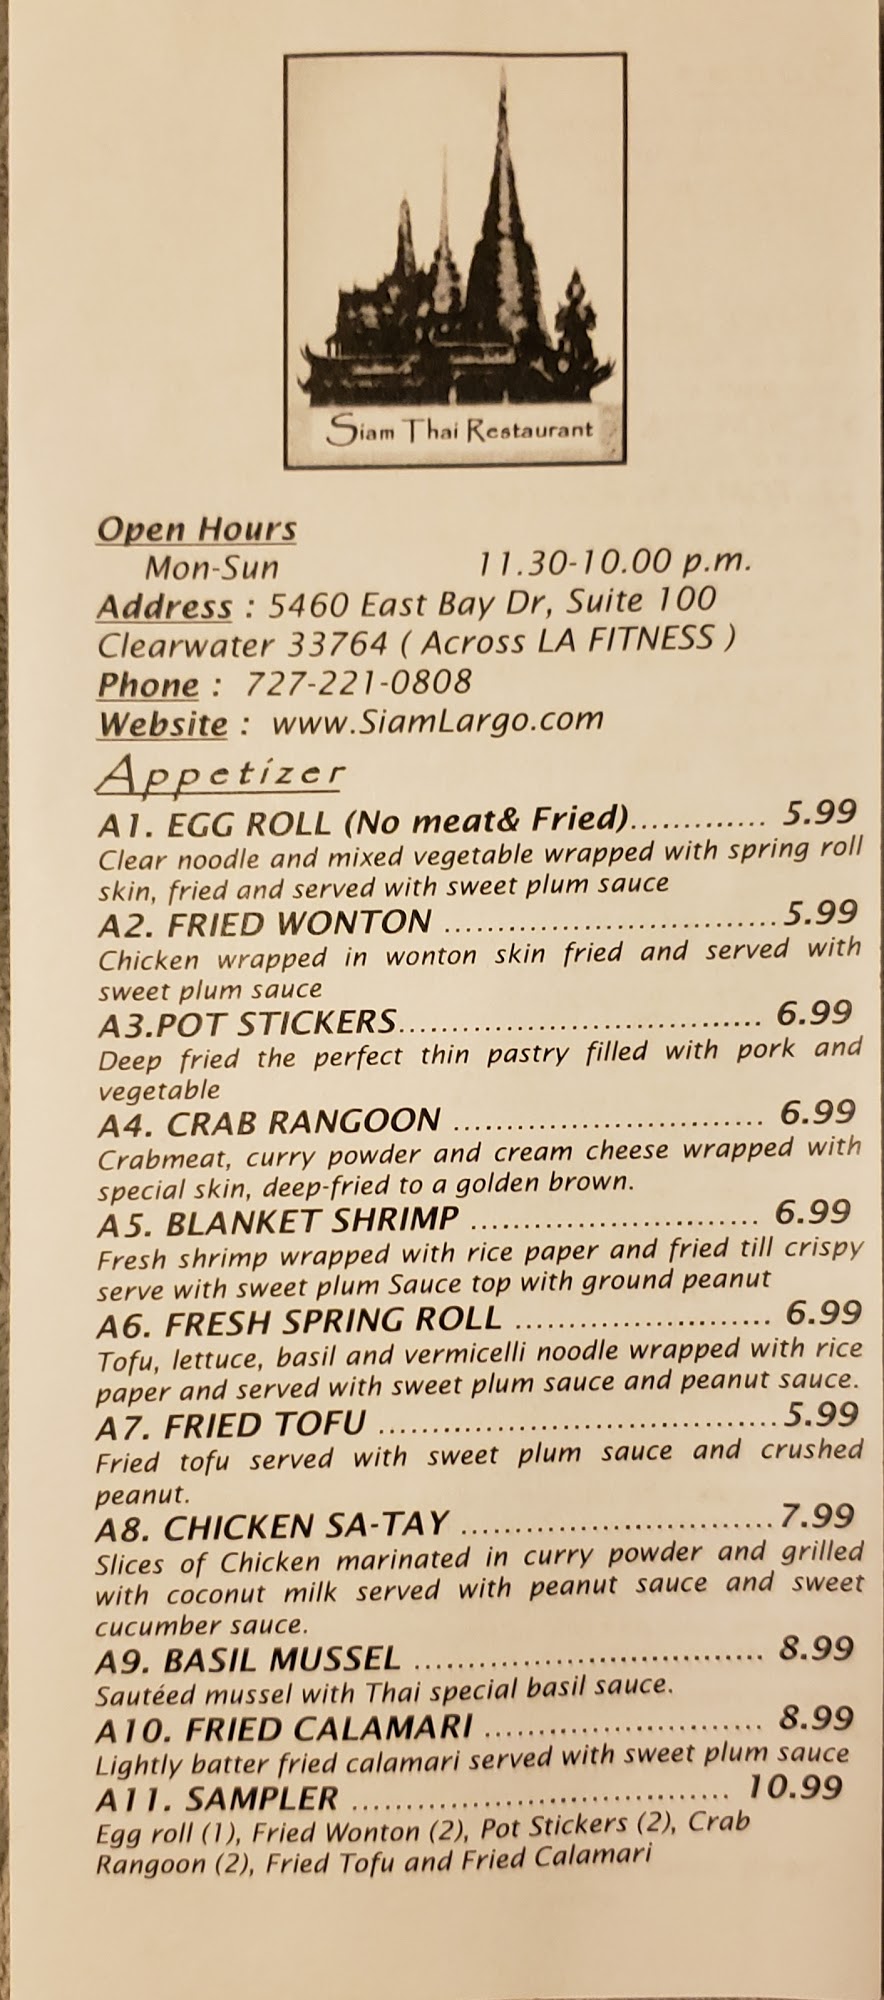 Siam Thai Restaurant
Open Hours
Mon-Sun 11.30-10.00 p.m.
Address : 5460 East Bay Dr, Suite 100
Clearwater 33764 ( Across LA FITNESS )
Phone : 727-221-0808
Website : www.SiamLargo.com
Appetizer
A1. EGG ROLL (No meat& Fried)............. 5.99
Clear noodle and mixed vegetable wrapped with spring roll
skin, fried and served with sweet plum sauce
A2. FRIED WONTON ................................5.99
Chicken wrapped in wonton skin fried and served with
sweet plum sauce
A3.POT STICKERS................................... 6.99
Deep fried the perfect thin pastry filled with pork and
vegetable
A4. CRAB RANGOON .............................. 6.99
Crabmeat, curry powder and cream cheese wrapped with
special skin, deep-fried to a golden brown.
A5. BLANKET SHRIMP ............................ 6.99
Fresh shrimp wrapped with rice paper and fried till crispy
serve with sweet plum Sauce top with ground peanut
A6. FRESH SPRING ROLL ......................... 6.99
Tofu, lettuce, basil and vermicelli noodle wrapped with rice
paper and served with sweet plum sauce and peanut sauce.
A7. FRIED TOFU ......................................5.99
Fried tofu served with sweet plum sauce and crushed
peanut.
A8. CHICKEN SA-TAY ..............................7.99
Slices of Chicken marinated in curry powder and grilled
with coconut milk served with peanut sauce and sweet
cucumber sauce.
A9. BASIL MUSSEL .................................. 8.99
Sautéed mussel with Thai special basil sauce.
A10. FRIED CALAMARI ........................... 8.99
Lightly batter fried calamari served with sweet plum sauce
A11. SAMPLER .................................... 10.99
Egg roll (1), Fried Wonton (2), Pot Stickers (2), Crab
Rangoon (2), Fried Tofu and Fried Calamari